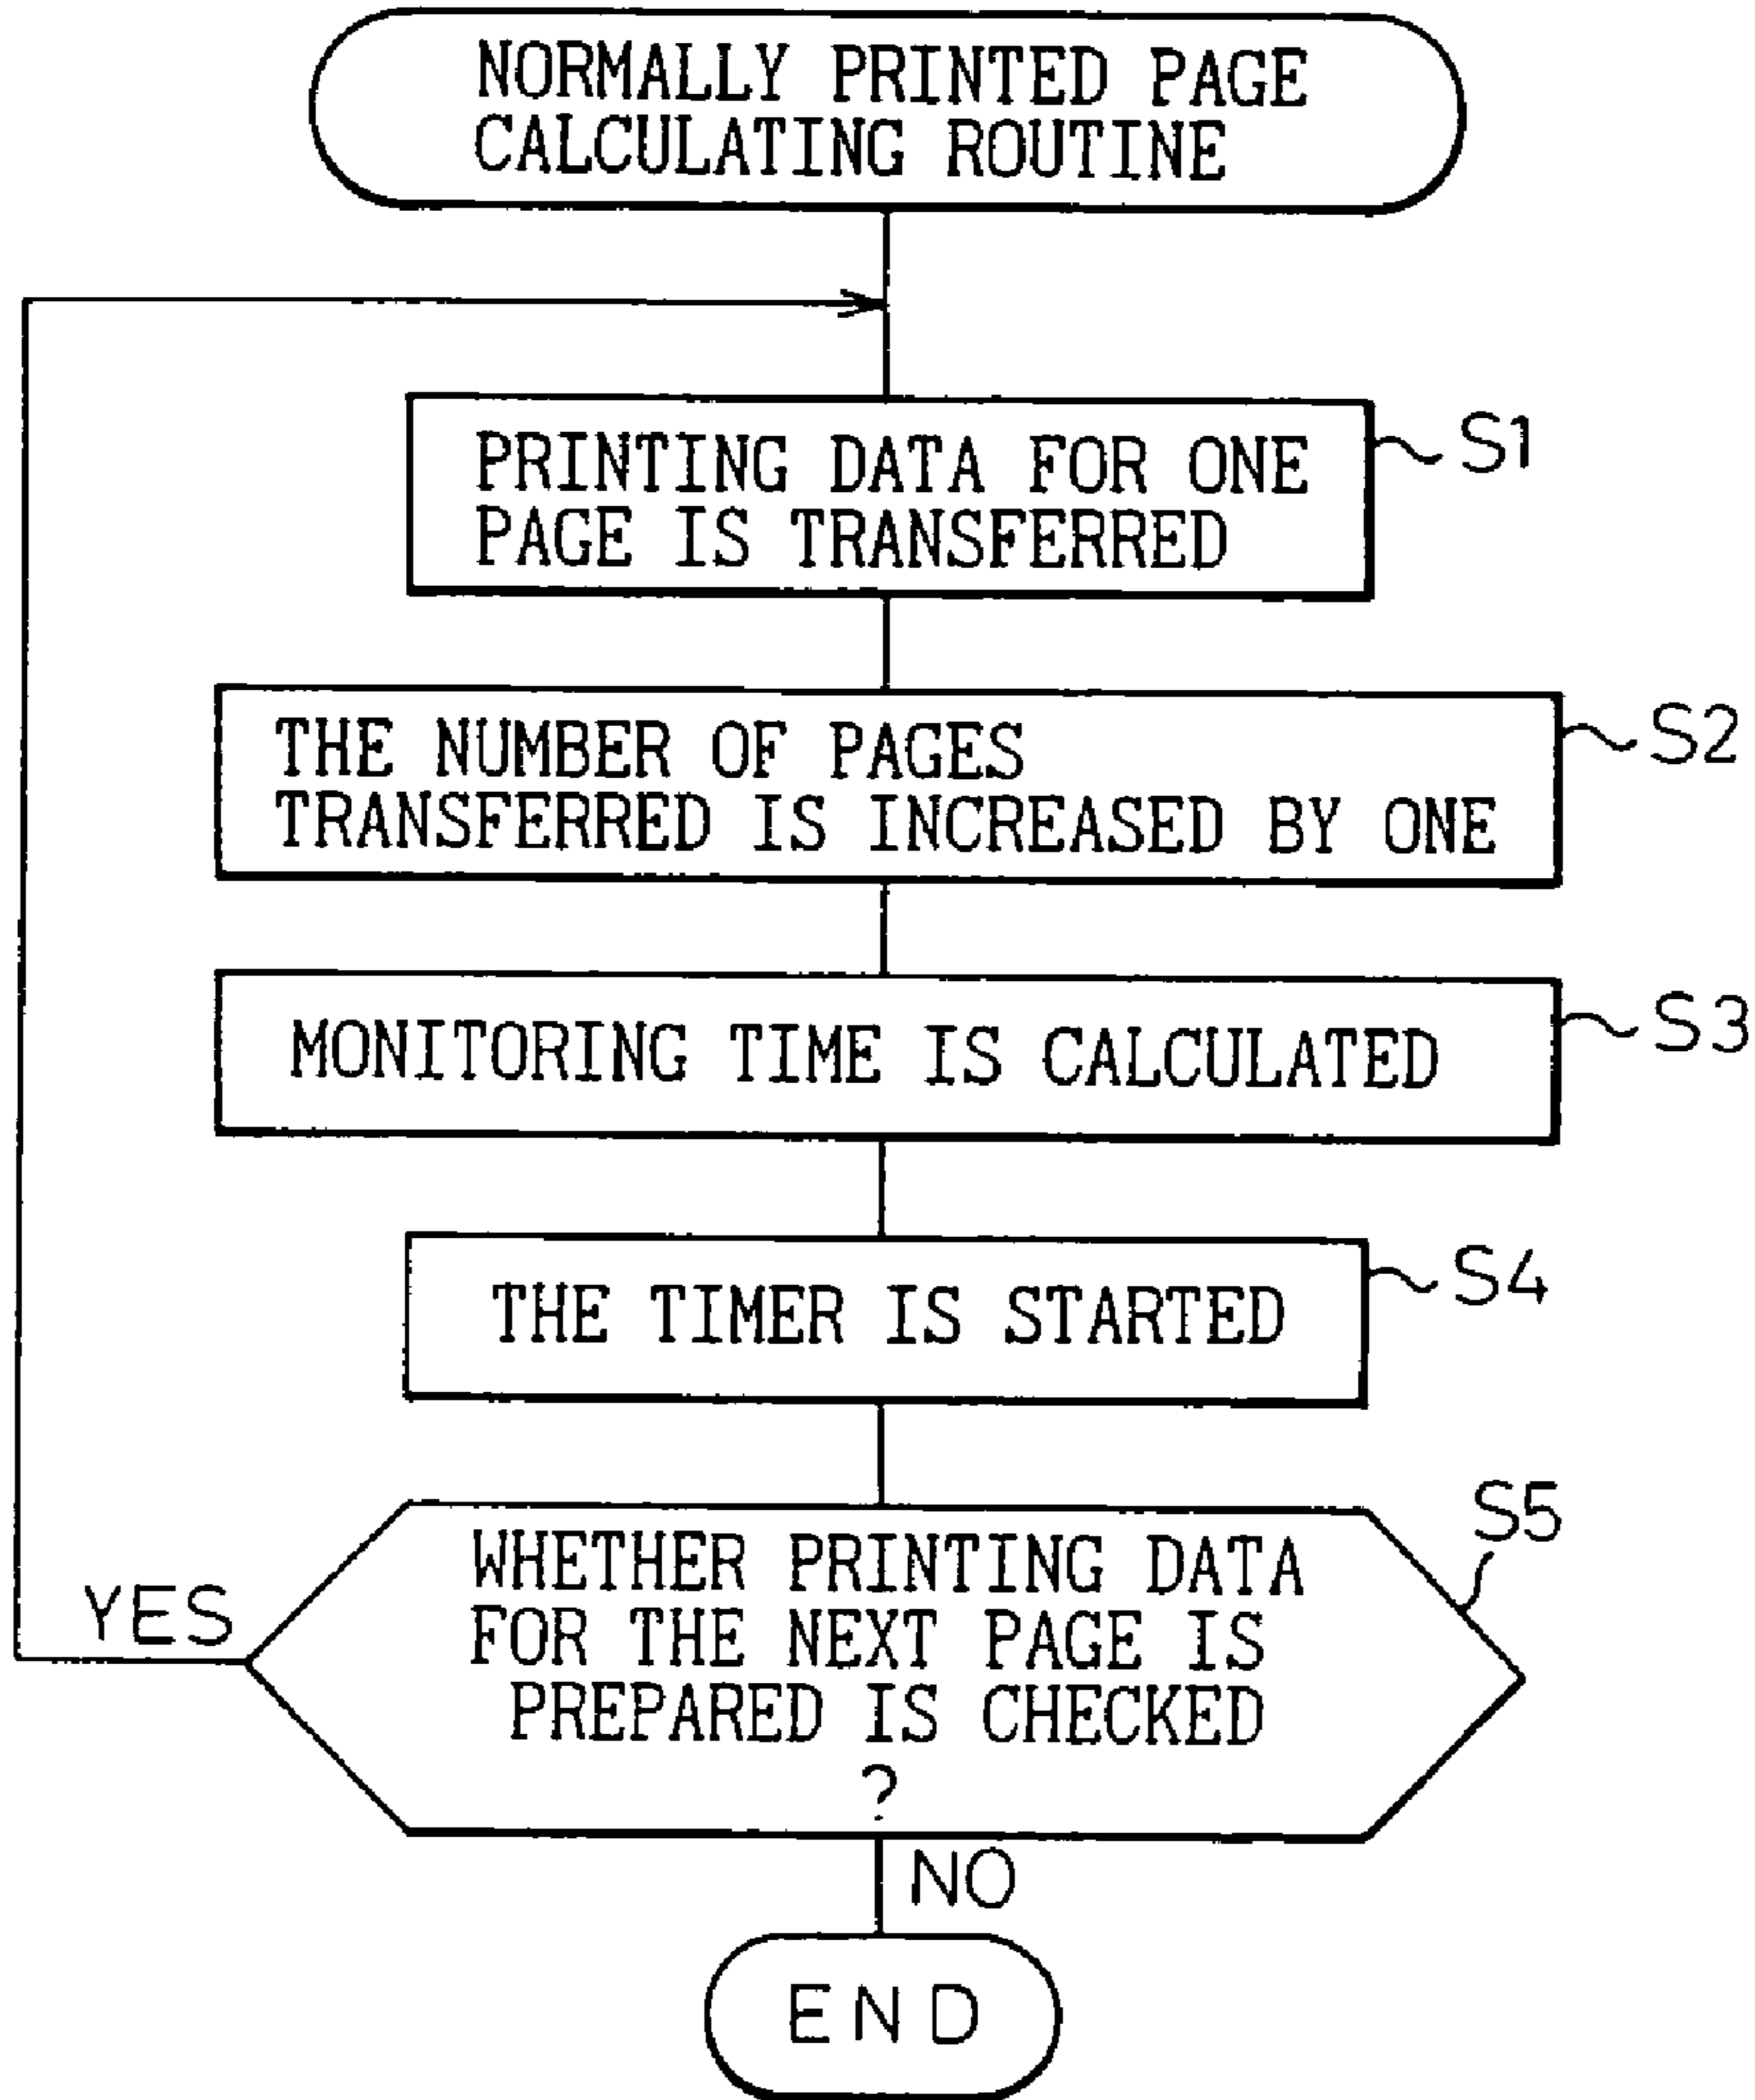 NORMALLY PRINTED PAGE
CALCULATING ROUTINE
PRINTING DATA FOR ONE
PAGE IS TRANSFERRED
S1
THE NUMBER OF PAGES
TRANSFERRED IS INCREASED BY ONE
S2
MONITORING TIME IS CALCULATED
S3
THE TIMER IS STARTED
S4
WHETHER PRINTING DATA
FOR THE NEXT PAGE IS
PREPARED IS CHECKED
?
S5
YES
NO
END